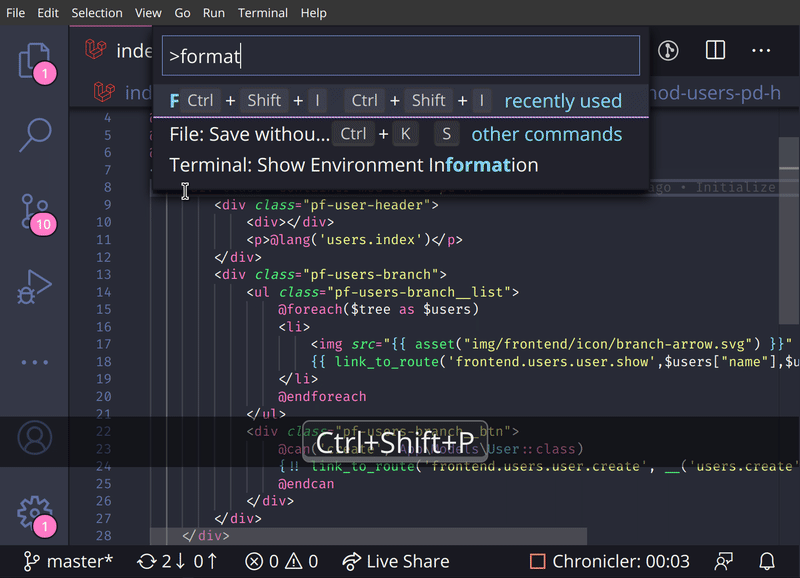 File Edit Selection View Go Run Terminal Help
inde
>format
ind
F Ctrl + Shift + I Ctrl + Shift + I recently used
mod-users-pd-h
File: Save withou... Ctrl + K S other commands
Terminal: Show Environment Information
ago • Initialize
1
4
5
6
7
8
9 <div class="pf-user-header">
10 <div></div>
11 <p>@lang('users.index')</p>
12 </div>
13 <div class="pf-users-branch">
14 <ul class="pf-users-branch__list">
15 @foreach($tree as $users)
16 <li>
17 <img src="{{ asset("img/frontend/icon/branch-arrow.svg") }}"
18 {{ link_to_route('frontend.users.user.show',$users["name"],$u
19 </li>
20 @endforeach
21 </ul>
22 <div class="pf-users-branch__btn">
23 @can('create', App\Models\User::class)
24 {!! link_to_route('frontend.users.user.create', __('users.create'
25 @endcan
26 </div>
27 </div>
28 </div>
10
Ctrl+Shift+P
1
master* 2↓ 0↑ 0 0 Live Share Chronicler: 00:03